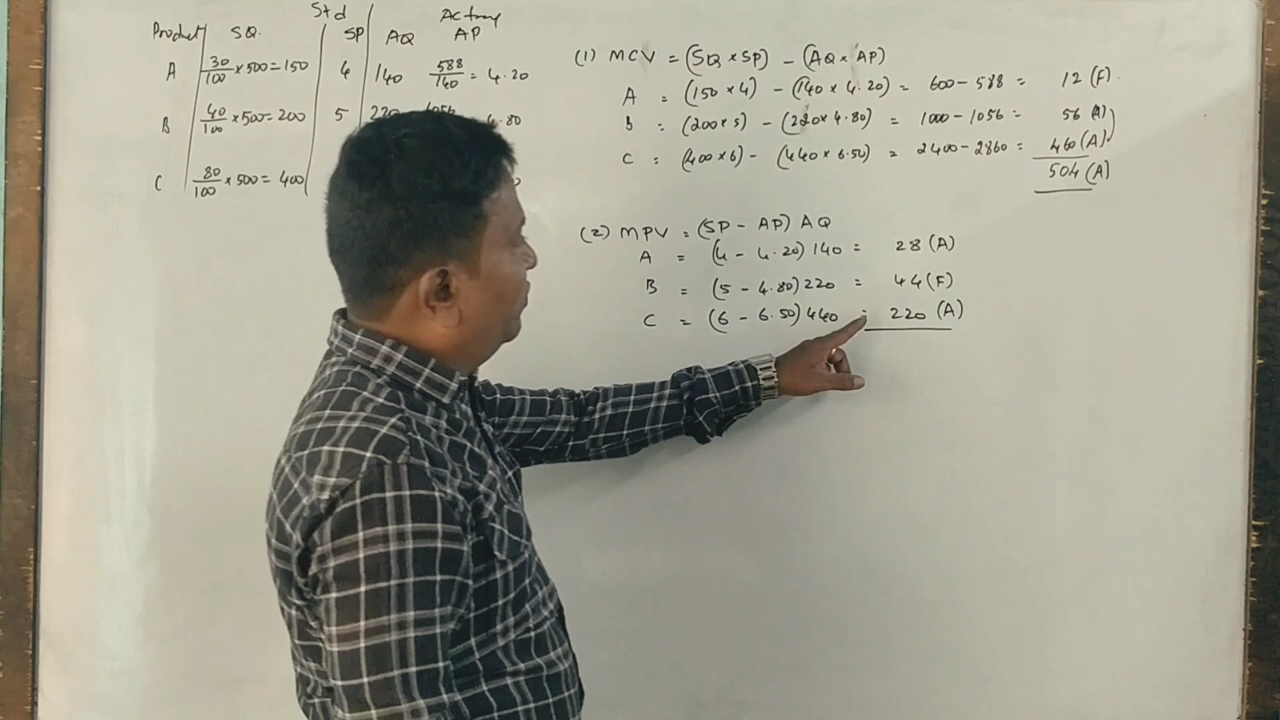 Std Actual
Product SQ. SP AQ AP
A 30/100 × 500 = 150 4 140 588/140 = 4.20
B 40/100 × 500 = 200 5 220
C 80/100 × 500 = 400
(1) MCV = (SQ × SP) - (AQ × AP)
A = (150 × 4) - (140 × 4.20) = 600 - 588 = 12 (F)
B = (200 × 5) - (220 × 4.80) = 1000 - 1056 = 56 (A)
C = (400 × 6) - (440 × 6.50) = 2400 - 2860 = 460 (A)
504 (A)
(2) MPV = (SP - AP) AQ
A = (4 - 4.20) 140 = 28 (A)
B = (5 - 4.80) 220 = 44 (F)
C = (6 - 6.50) 440 = 220 (A)